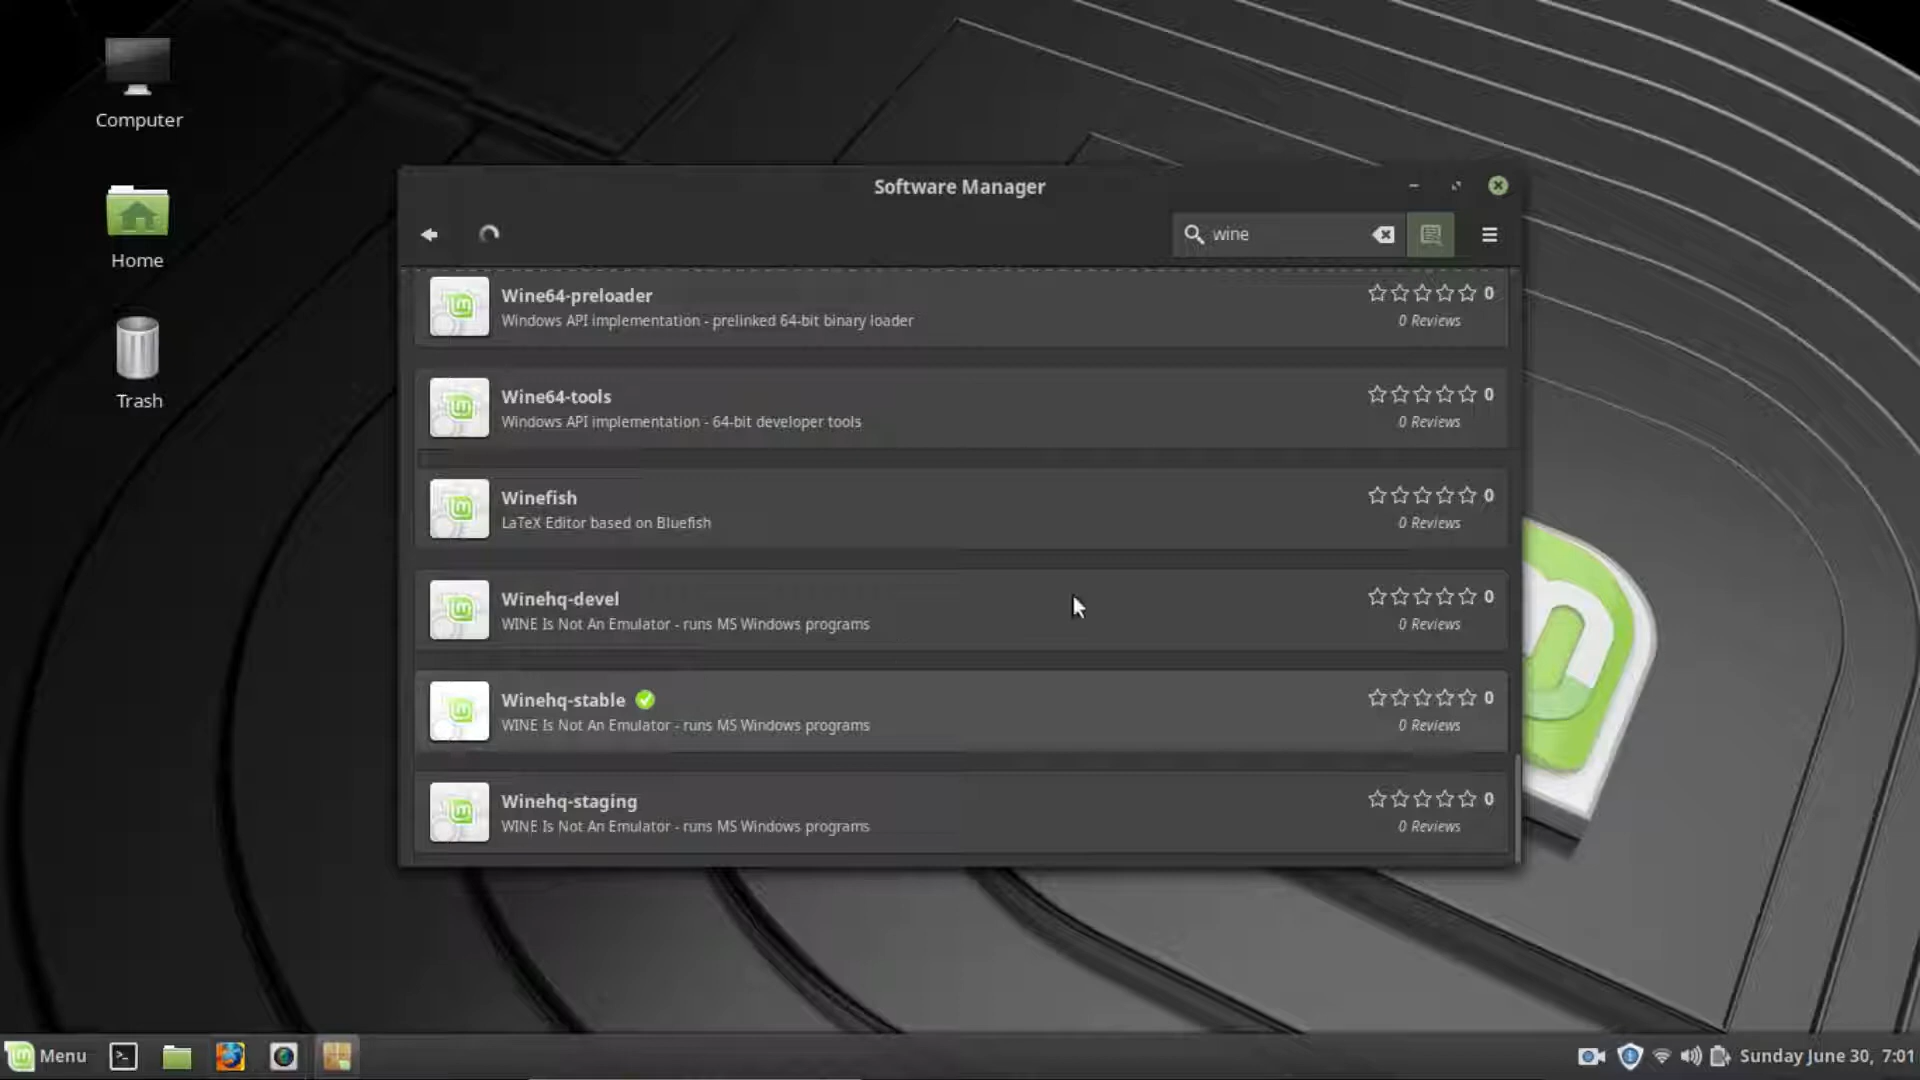 Computer
Home
Trash
Software Manager
wine
Wine64-preloader
Windows API implementation - prelinked 64-bit binary loader
0
0 Reviews
Wine64-tools
Windows API implementation - 64-bit developer tools
0
0 Reviews
Winefish
LaTeX Editor based on Bluefish
0
0 Reviews
Winehq-devel
WINE Is Not An Emulator - runs MS Windows programs
0
0 Reviews
Winehq-stable
WINE Is Not An Emulator - runs MS Windows programs
0
0 Reviews
Winehq-staging
WINE Is Not An Emulator - runs MS Windows programs
0
0 Reviews
Menu
Sunday June 30, 7:01